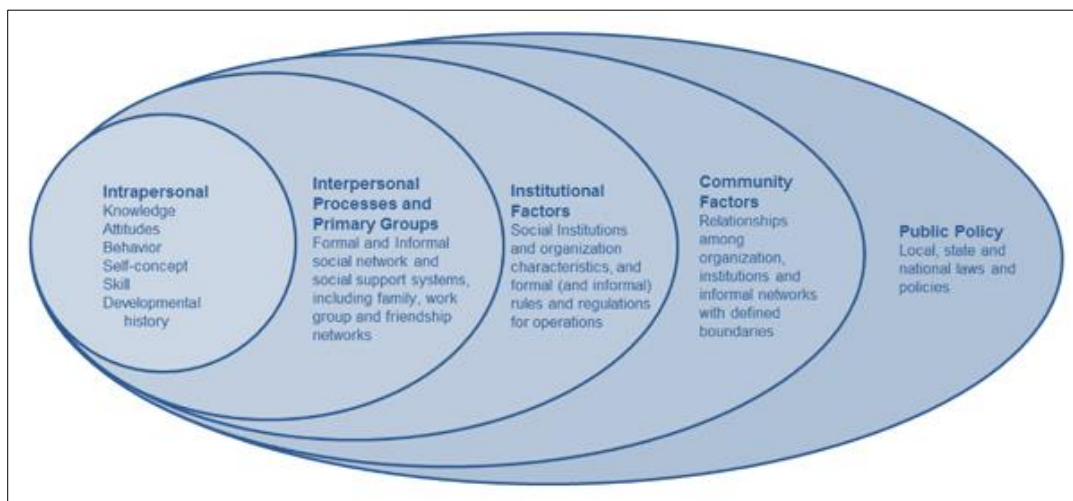 Intrapersonal
Knowledge
Attitudes
Behavior
Self-concept
Skill
Developmental
history
Interpersonal
Processes and
Primary Groups
Formal and Informal
social network and
social support systems,
including family, work
group and friendship
networks
Institutional
Factors
Social Institutions
and organization
characteristics, and
formal (and informal)
rules and regulations
for operations
Community
Factors
Relationships
among
organization,
institutions and
informal networks
with defined
boundaries
Public Policy
Local, state and
national laws and
policies